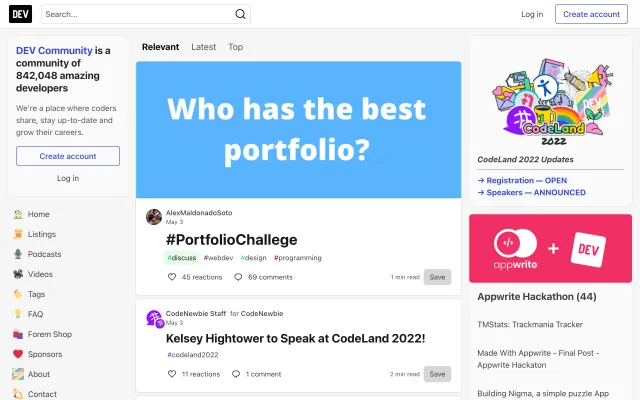 DEV
Search...
Log in
Create account
DEV Community is a
community of
842,048 amazing
developers
We're a place where coders
share, stay up-to-date and
grow their careers.
Create account
Log in
Home
Listings
Podcasts
Videos
Tags
FAQ
Forem Shop
Sponsors
About
Contact
Relevant
Latest
Top
Who has the best
portfolio?
AlexMaldonadoSoto
May 3
#PortfolioChallege
#discuss #webdev #design #programming
45 reactions
69 comments
1 min read
Save
CodeNewbie Staff for CodeNewbie
May 3
Kelsey Hightower to Speak at CodeLand 2022!
#codeland2022
11 reactions
1 comment
2 min read
Save
CodeLand
2022
CodeLand 2022 Updates
→ Registration — OPEN
→ Speakers — ANNOUNCED
appwrite + DEV
Appwrite Hackathon (44)
TMStats: Trackmania Tracker
Made With Appwrite - Final Post -
Appwrite Hackaton
Building Nigma, a simple puzzle App